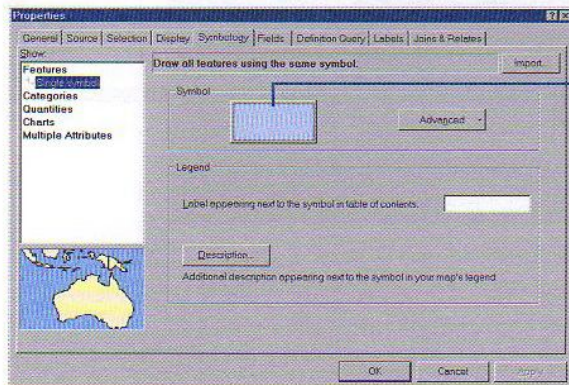 Properties
General Source Selection Display Symbology Fields Definition Query Labels Joins & Relates
Show:
Features
Single symbol
Categories
Quantities
Charts
Multiple Attributes
Draw all features using the same symbol.
Import...
Symbol
Advanced
Legend
Label appearing next to the symbol in table of contents:
Description...
Additional description appearing next to the symbol in your map's legend
OK Cancel Apply